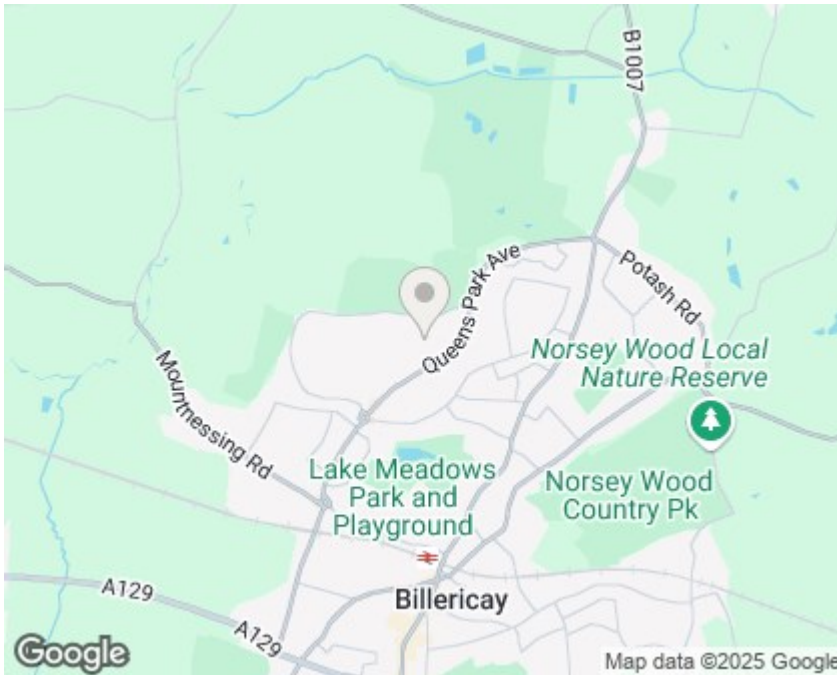 B1007
Queens Park Ave
Potash Rd
Norsey Wood Local
Nature Reserve
Mountnessing Rd
Lake Meadows
Park and
Playground
Norsey Wood
Country Pk
A129
Billericay
A129
Google
Map data ©2025 Google